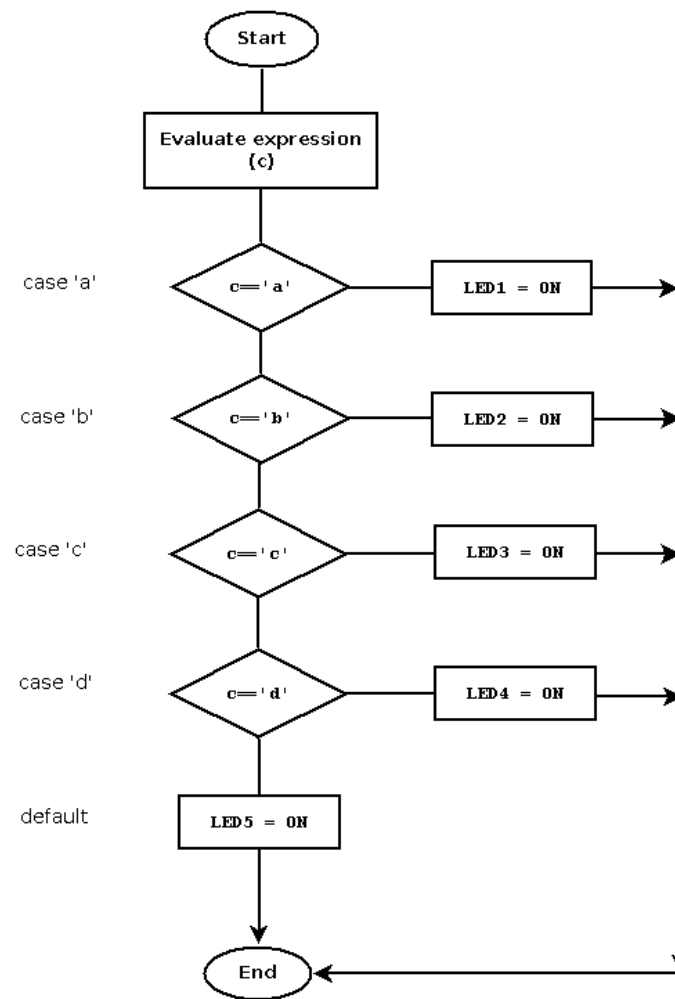 Start
Evaluate expression
(c)
case 'a'
c=='a'
LED1 = ON
case 'b'
c=='b'
LED2 = ON
case 'c'
c=='c'
LED3 = ON
case 'd'
c=='d'
LED4 = ON
default
LED5 = ON
End